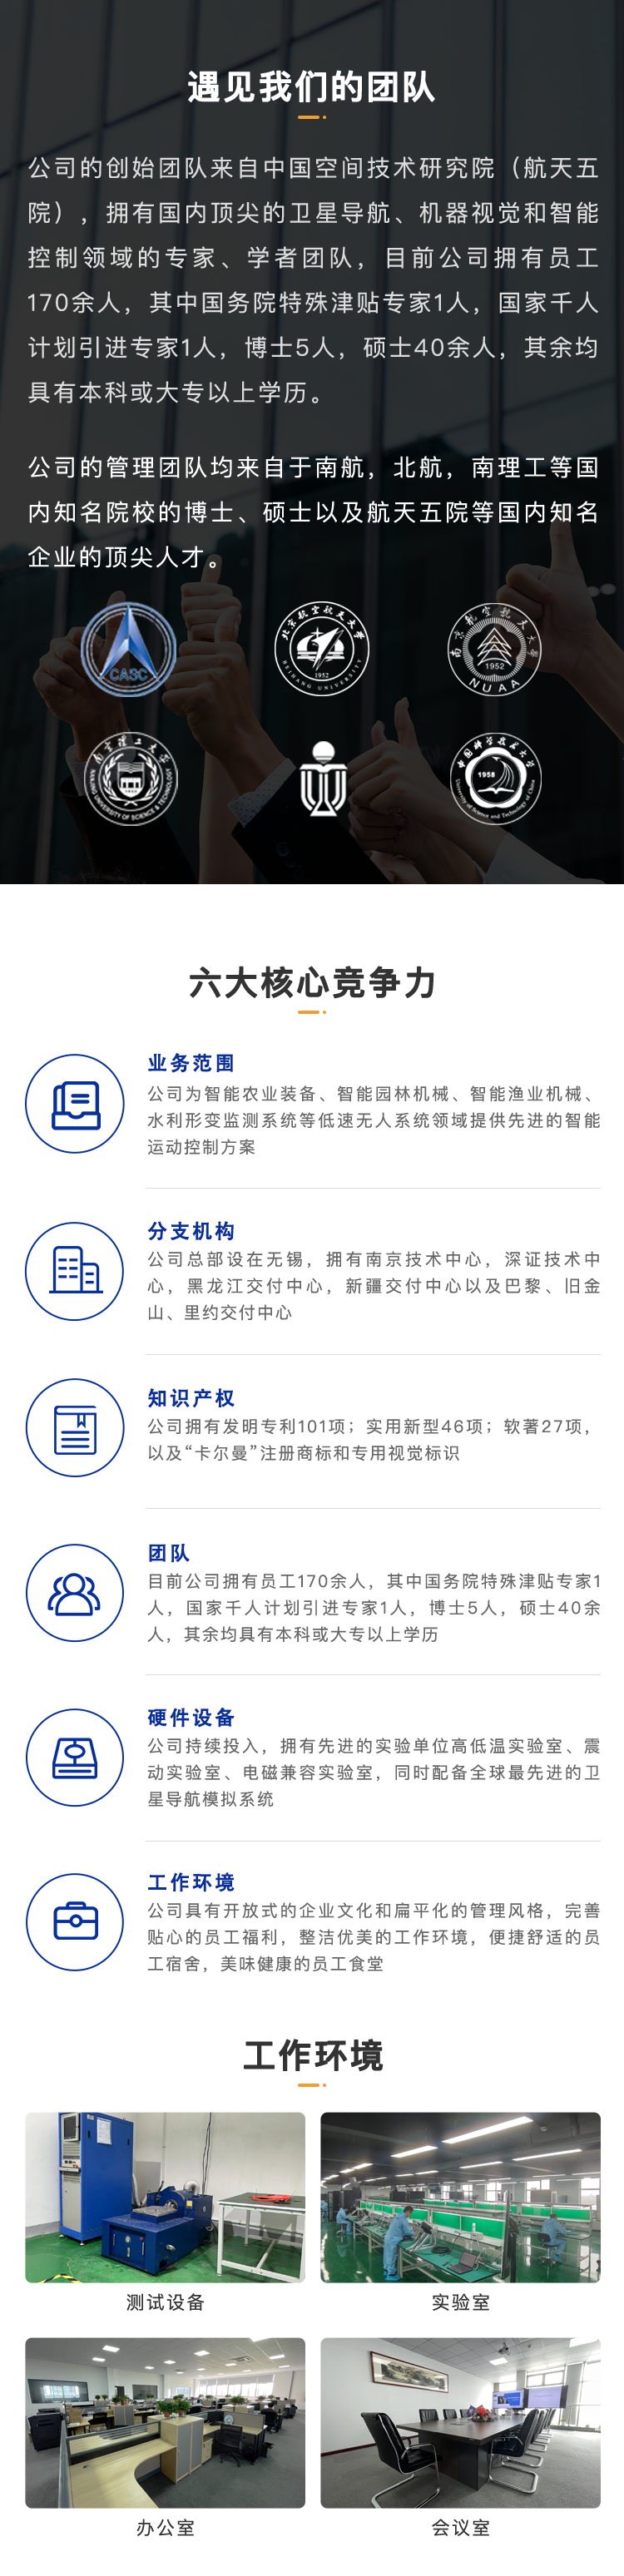 遇见我们的团队
公司的创始团队来自中国空间技术研究院（航天五
院），拥有国内顶尖的卫星导航、机器视觉和智能
控制领域的专家、学者团队，目前公司拥有员工
170余人，其中国务院特殊津贴专家1人，国家千人
计划引进专家1人，博士5人，硕士40余人，其余均
具有本科或大专以上学历。
公司的管理团队均来自于南航，北航，南理工等国
内知名院校的博士、硕士以及航天五院等国内知名
企业的顶尖人才。
CASC
北京航空航天大学
BEIHANG UNIVERSITY
1952
南京航空航天大学
1952
NUAA
南京理工大学
NANJING UNIVERSITY OF SCIENCE & TECHNOLOGY
中国科学技术大学
1958
University of Science and Technology of China
六大核心竞争力
业务范围
公司为智能农业装备、智能园林机械、智能渔业机械、
水利形变监测系统等低速无人系统领域提供先进的智能
运动控制方案
分支机构
公司总部设在无锡，拥有南京技术中心，深证技术中
心，黑龙江交付中心，新疆交付中心以及巴黎、旧金
山、里约交付中心
知识产权
公司拥有发明专利101项；实用新型46项；软著27项，
以及“卡尔曼”注册商标和专用视觉标识
团队
目前公司拥有员工170余人，其中国务院特殊津贴专家1
人，国家千人计划引进专家1人，博士5人，硕士40余
人，其余均具有本科或大专以上学历
硬件设备
公司持续投入，拥有先进的实验单位高低温实验室、震
动实验室、电磁兼容实验室，同时配备全球最先进的卫
星导航模拟系统
工作环境
公司具有开放式的企业文化和扁平化的管理风格，完善
贴心的员工福利，整洁优美的工作环境，便捷舒适的员
工宿舍，美味健康的员工食堂
工作环境
测试设备
实验室
办公室
会议室